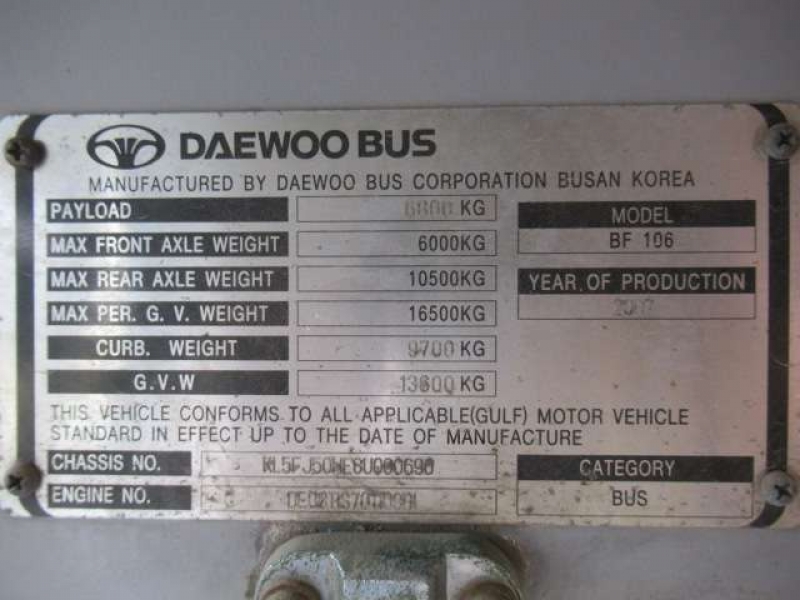 DAEWOO BUS
MANUFACTURED BY DAEWOO BUS CORPORATION BUSAN KOREA
PAYLOAD KG
MAX FRONT AXLE WEIGHT 6000KG
MAX REAR AXLE WEIGHT 10500KG
MAX PER. G. V. WEIGHT 16500KG
CURB. WEIGHT 9700 KG
G.V.W KG
MODEL
BF 106
YEAR OF PRODUCTION
THIS VEHICLE CONFORMS TO ALL APPLICABLE(GULF) MOTOR VEHICLE
STANDARD IN EFFECT UP TO THE DATE OF MANUFACTURE
CHASSIS NO.
ENGINE NO.
CATEGORY
BUS